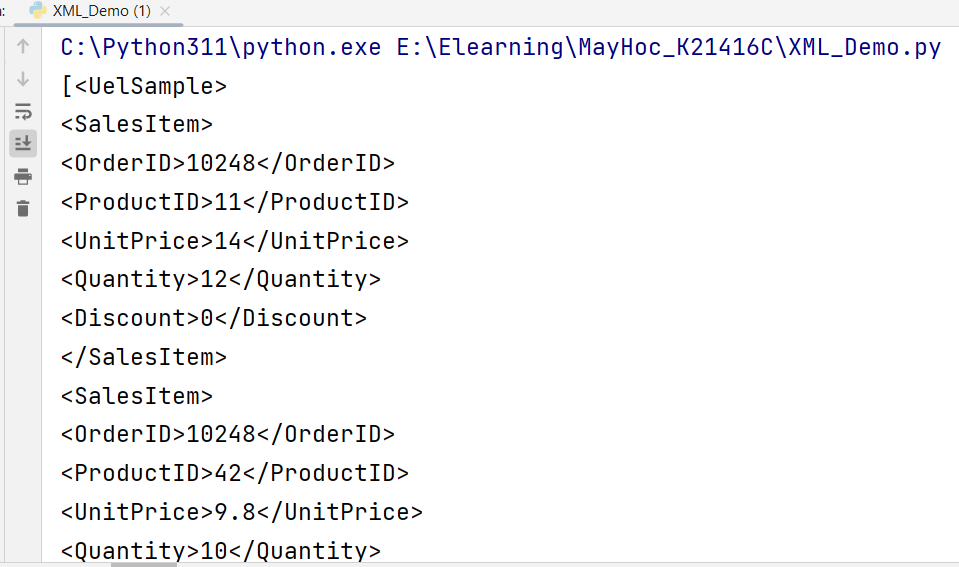 XML_Demo (1)
C:\Python311\python.exe E:\Elearning\MayHoc_K21416C\XML_Demo.py
[<UelSample>
<SalesItem>
<OrderID>10248</OrderID>
<ProductID>11</ProductID>
<UnitPrice>14</UnitPrice>
<Quantity>12</Quantity>
<Discount>0</Discount>
</SalesItem>
<SalesItem>
<OrderID>10248</OrderID>
<ProductID>42</ProductID>
<UnitPrice>9.8</UnitPrice>
<Quantity>10</Quantity>